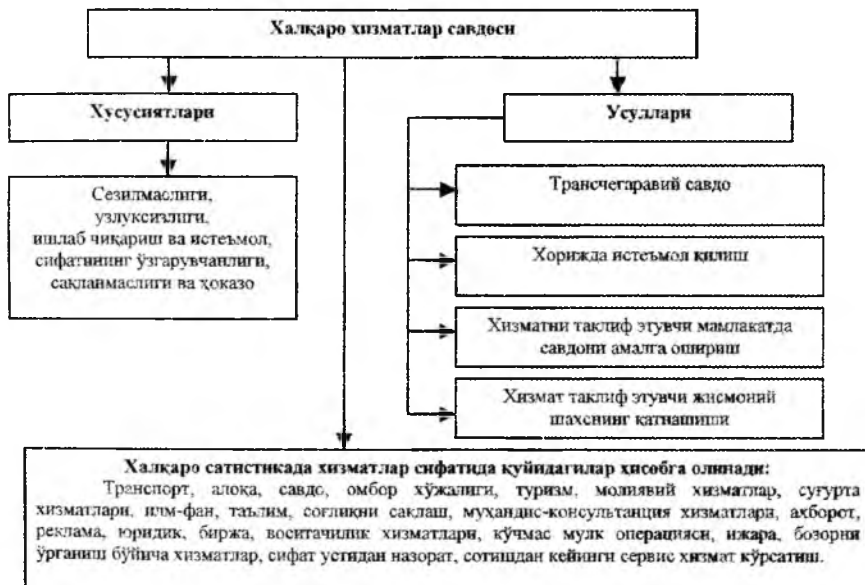 Халқаро хизматлар савдоси
Хусусиятлари
Усуллари
Сезилмаслиги,
узлуксизлиги,
ишлаб чиқариш ва истеъмол,
сифатининг ўзгарувчанлиги,
сақланмаслиги ва ҳоказо
Трансчегаравий савдо
Хорижда истеъмол қилиш
Хизматни таклиф этувчи мамлакатда
савдони амалга ошириш
Хизмат таклиф этувчи жисмоний
шахснинг қатнашиши
Халқаро сатистикада хизматлар сифатида қуйидагилар ҳисобга олинади:
Транспорт, алоқа, савдо, омбор хўжалиги, туризм, молиявий хизматлар, суғурта
хизматлари, илм-фан, таълим, соғлиқни сақлаш, муҳандис-консультанция хизматлари, ахборот,
реклама, юридик, биржа, воситачилик хизматлари, кўчмас мулк операцияси, ижара, бозорни
ўрганиш бўйича хизматлар, сифат устидан назорат, сотишдан кейинги сервис хизмат кўрсатиш.